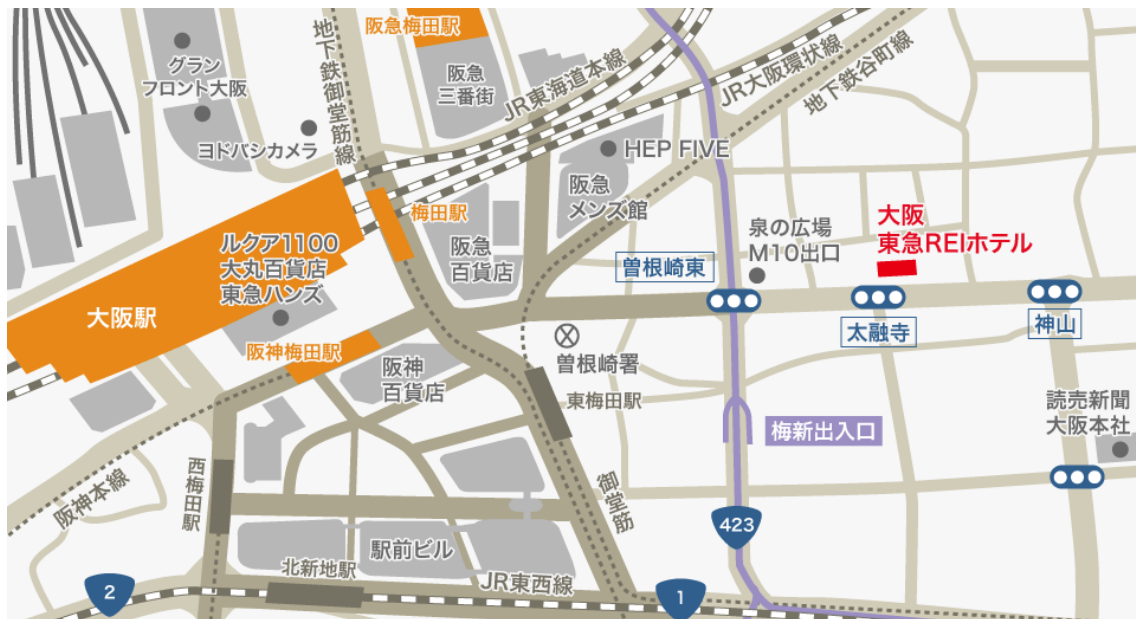 阪急梅田駅
地下鉄御堂筋線
グラン
フロント大阪
阪急
三番街
JR東海道本線
JR大阪環状線
地下鉄谷町線
ヨドバシカメラ
HEP FIVE
阪急
メンズ館
梅田駅
阪急
百貨店
泉の広場
M10出口
大阪
東急REIホテル
ルクア1100
大丸百貨店
東急ハンズ
曽根崎東
大阪駅
太融寺
神山
阪神梅田駅
阪神
百貨店
曽根崎署
東梅田駅
読売新聞
大阪本社
梅新出入口
阪神本線
西梅田駅
御堂筋
423
駅前ビル
北新地駅
JR東西線
2
1